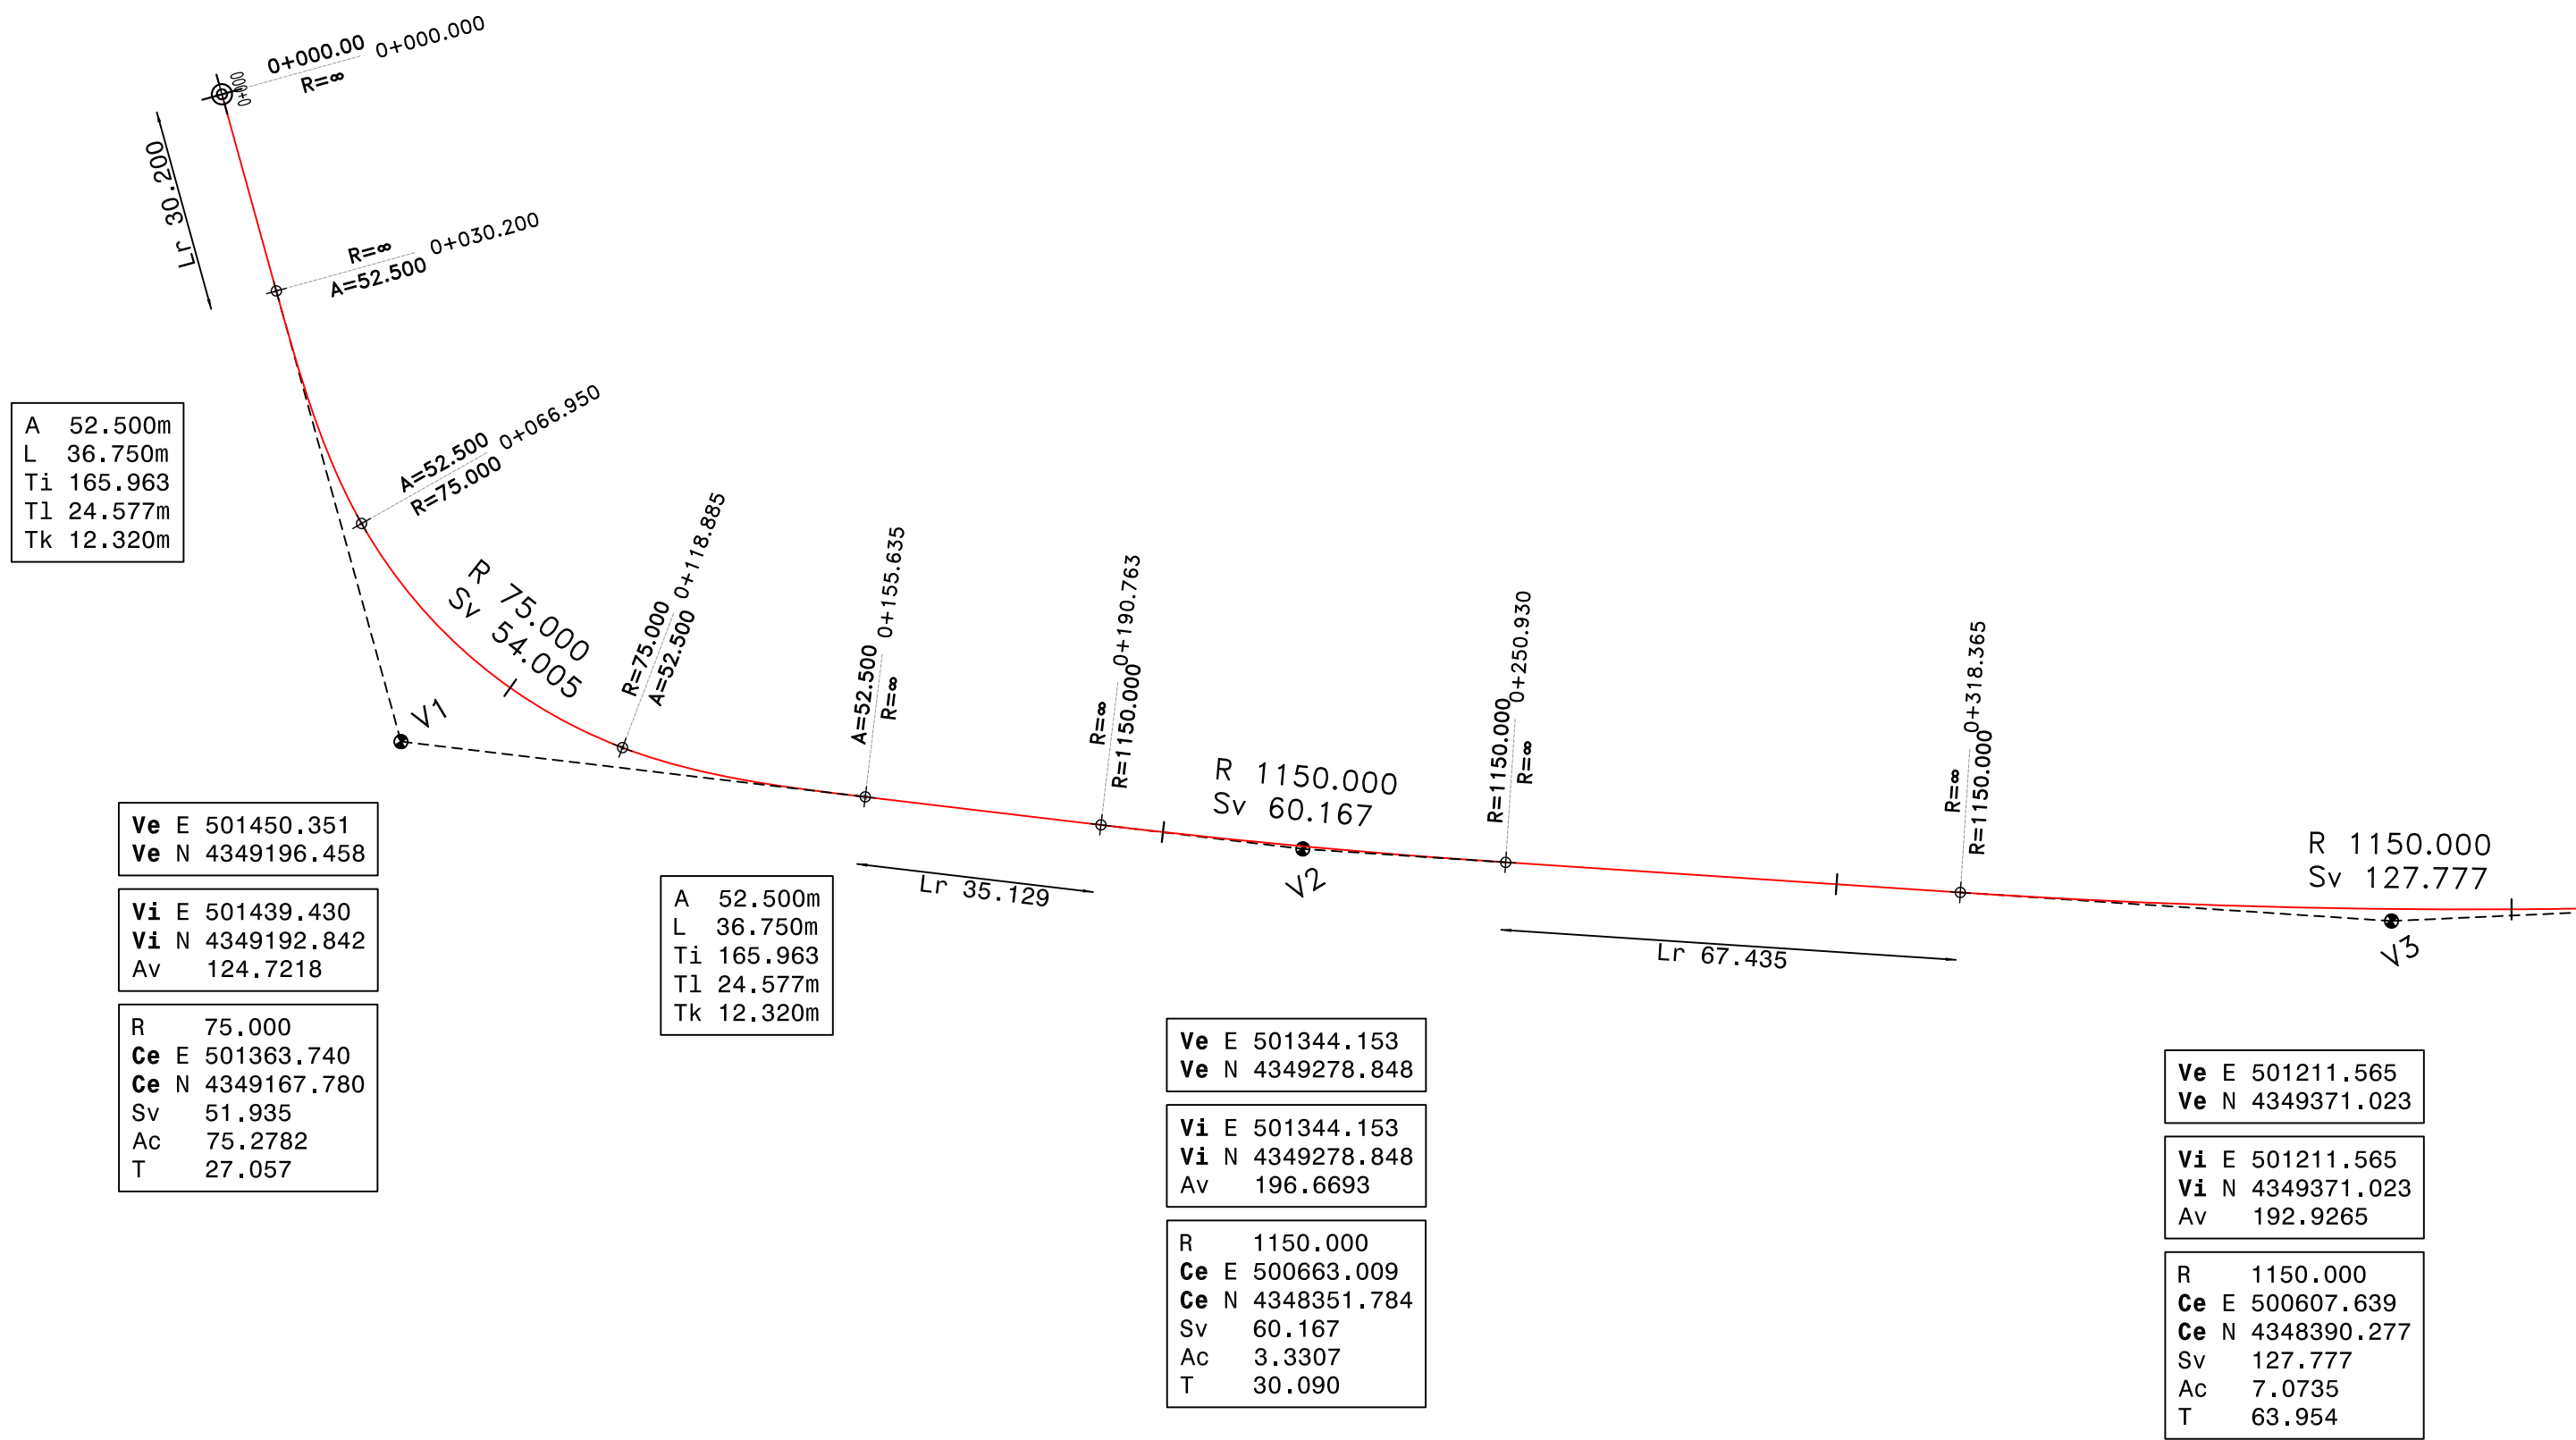 0+000.00 0+000.000
R=∞
0+000
Lr 30.200
R=∞ 0+030.200
A=52.500
A=52.500 0+066.950
R=75.000
A 52.500m
L 36.750m
Ti 165.963
Tl 24.577m
Tk 12.320m
R 75.000
Sv 54.005
R=75.000 0+118.885
A=52.500
A=52.500 0+155.635
R=∞
R=∞ 0+190.763
R=1150.000
R=1150.000 0+250.930
R=∞
R=∞ 0+318.365
R=1150.000
V1
R 1150.000
Sv 60.167
V2
R 1150.000
Sv 127.777
V3
Lr 35.129
Lr 67.435
Ve E 501450.351
Ve N 4349196.458
Vi E 501439.430
Vi N 4349192.842
Av 124.7218
R 75.000
Ce E 501363.740
Ce N 4349167.780
Sv 51.935
Ac 75.2782
T 27.057
A 52.500m
L 36.750m
Ti 165.963
Tl 24.577m
Tk 12.320m
Ve E 501344.153
Ve N 4349278.848
Vi E 501344.153
Vi N 4349278.848
Av 196.6693
R 1150.000
Ce E 500663.009
Ce N 4348351.784
Sv 60.167
Ac 3.3307
T 30.090
Ve E 501211.565
Ve N 4349371.023
Vi E 501211.565
Vi N 4349371.023
Av 192.9265
R 1150.000
Ce E 500607.639
Ce N 4348390.277
Sv 127.777
Ac 7.0735
T 63.954